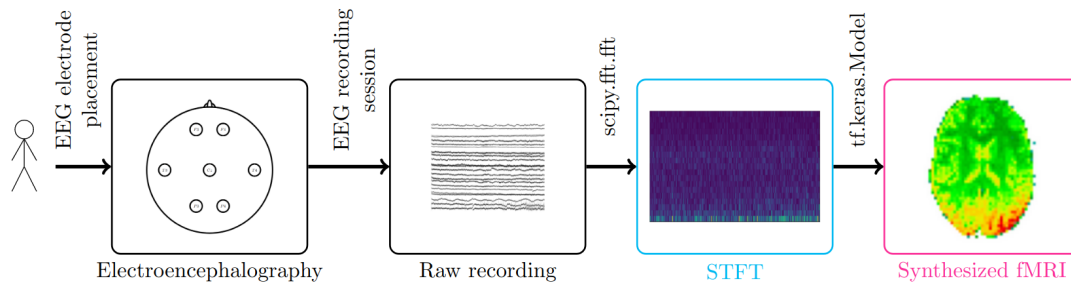 EEG electrode
placement
Electroencephalography
EEG recording
session
Raw recording
scipy.fft.fft
STFT
tf.keras.Model
Synthesized fMRI